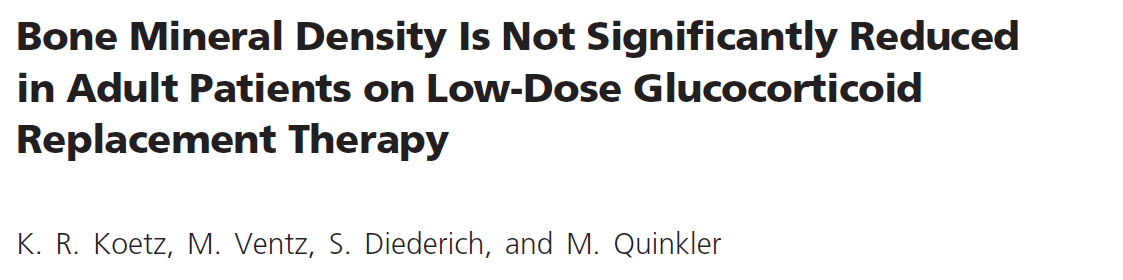 Bone Mineral Density Is Not Significantly Reduced
in Adult Patients on Low-Dose Glucocorticoid
Replacement Therapy
K. R. Koetz, M. Ventz, S. Diederich, and M. Quinkler